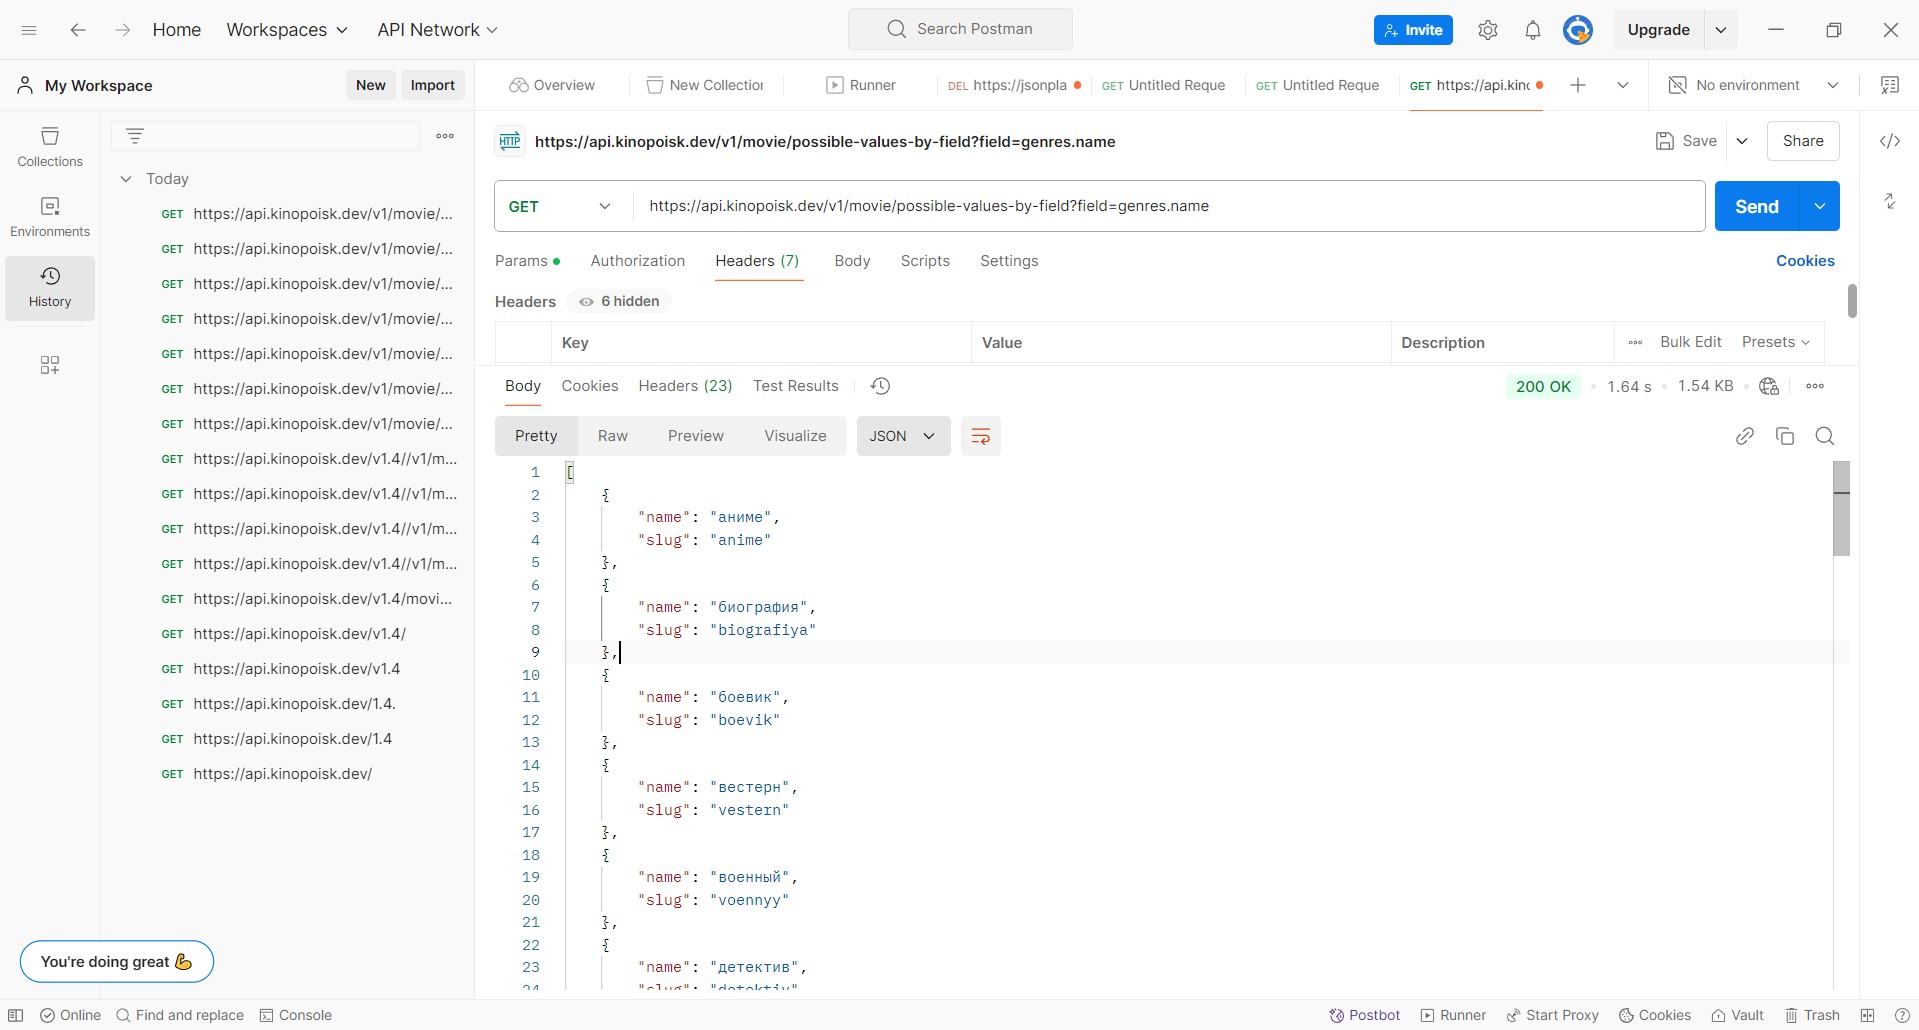 Home Workspaces API Network Search Postman Invite Upgrade
My Workspace New Import Overview New Collection Runner DEL https://jsonpla GET Untitled Reque GET Untitled Reque GET https://api.kin No environment
Collections
Environments
History
Today
GET https://api.kinopoisk.dev/v1/movie/...
GET https://api.kinopoisk.dev/v1/movie/...
GET https://api.kinopoisk.dev/v1/movie/...
GET https://api.kinopoisk.dev/v1/movie/...
GET https://api.kinopoisk.dev/v1/movie/...
GET https://api.kinopoisk.dev/v1/movie/...
GET https://api.kinopoisk.dev/v1/movie/...
GET https://api.kinopoisk.dev/v1.4//v1/m...
GET https://api.kinopoisk.dev/v1.4//v1/m...
GET https://api.kinopoisk.dev/v1.4//v1/m...
GET https://api.kinopoisk.dev/v1.4//v1/m...
GET https://api.kinopoisk.dev/v1.4/movi...
GET https://api.kinopoisk.dev/v1.4/
GET https://api.kinopoisk.dev/v1.4
GET https://api.kinopoisk.dev/1.4.
GET https://api.kinopoisk.dev/1.4
GET https://api.kinopoisk.dev/
You're doing great 💪
HTTP https://api.kinopoisk.dev/v1/movie/possible-values-by-field?field=genres.name Save Share
GET https://api.kinopoisk.dev/v1/movie/possible-values-by-field?field=genres.name Send
Params Authorization Headers (7) Body Scripts Settings Cookies
Headers 6 hidden
Key Value Description Bulk Edit Presets
Body Cookies Headers (23) Test Results 200 OK 1.64 s 1.54 KB
Pretty Raw Preview Visualize JSON
1 [
2 {
3 "name": "аниме",
4 "slug": "anime"
5 },
6 {
7 "name": "биография",
8 "slug": "biografiya"
9 },
10 {
11 "name": "боевик",
12 "slug": "boevik"
13 },
14 {
15 "name": "вестерн",
16 "slug": "vestern"
17 },
18 {
19 "name": "военный",
20 "slug": "voennyy"
21 },
22 {
23 "name": "детектив",
24 "slug": "detektiv"
Online Find and replace Console Postbot Runner Start Proxy Cookies Vault Trash